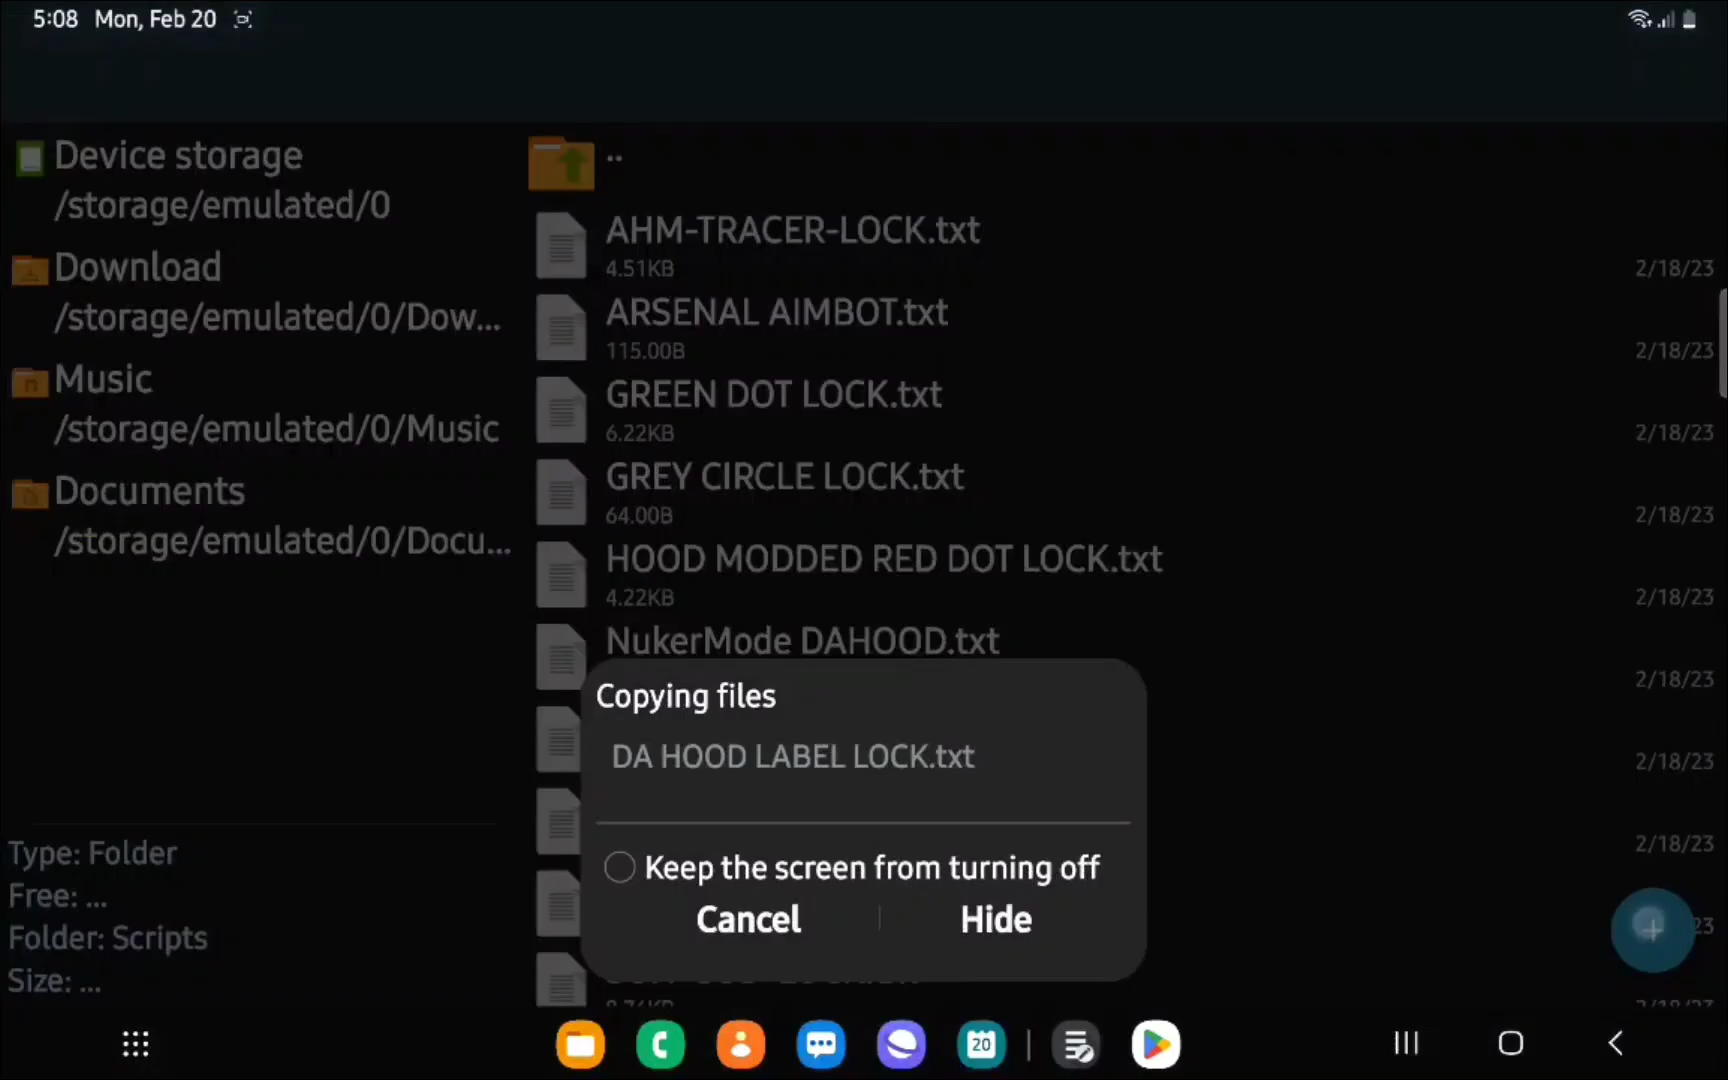 5:08 Mon, Feb 20
Device storage
/storage/emulated/0
Download
/storage/emulated/0/Dow...
Music
/storage/emulated/0/Music
Documents
/storage/emulated/0/Docu...
Type: Folder
Free: ...
Folder: Scripts
Size: ...
..
AHM-TRACER-LOCK.txt
4.51KB
2/18/23
ARSENAL AIMBOT.txt
115.00B
2/18/23
GREEN DOT LOCK.txt
6.22KB
2/18/23
GREY CIRCLE LOCK.txt
64.00B
2/18/23
HOOD MODDED RED DOT LOCK.txt
4.22KB
2/18/23
NukerMode DAHOOD.txt
2/18/23
2/18/23
2/18/23
23
2/18/23
Copying files
DA HOOD LABEL LOCK.txt
Keep the screen from turning off
Cancel
Hide
20